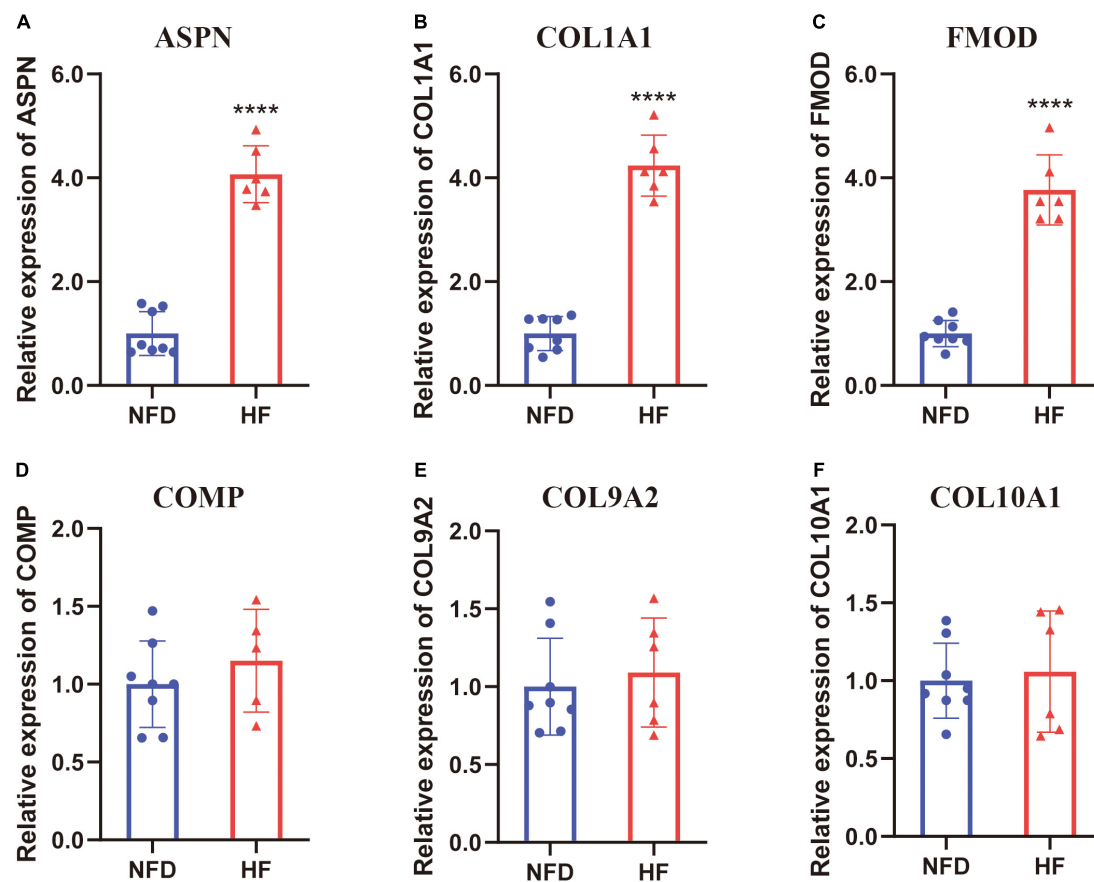 A
ASPN
Relative expression of ASPN
6.0
4.0
2.0
0.0
****
NFD
HF
B
COL1A1
Relative expression of COL1A1
6.0
4.0
2.0
0.0
****
NFD
HF
C
FMOD
Relative expression of FMOD
6.0
4.0
2.0
0.0
****
NFD
HF
D
COMP
Relative expression of COMP
2.0
1.5
1.0
0.5
0.0
NFD
HF
E
COL9A2
Relative expression of COL9A2
2.0
1.5
1.0
0.5
0.0
NFD
HF
F
COL10A1
Relative expression of COL10A1
2.0
1.5
1.0
0.5
0.0
NFD
HF